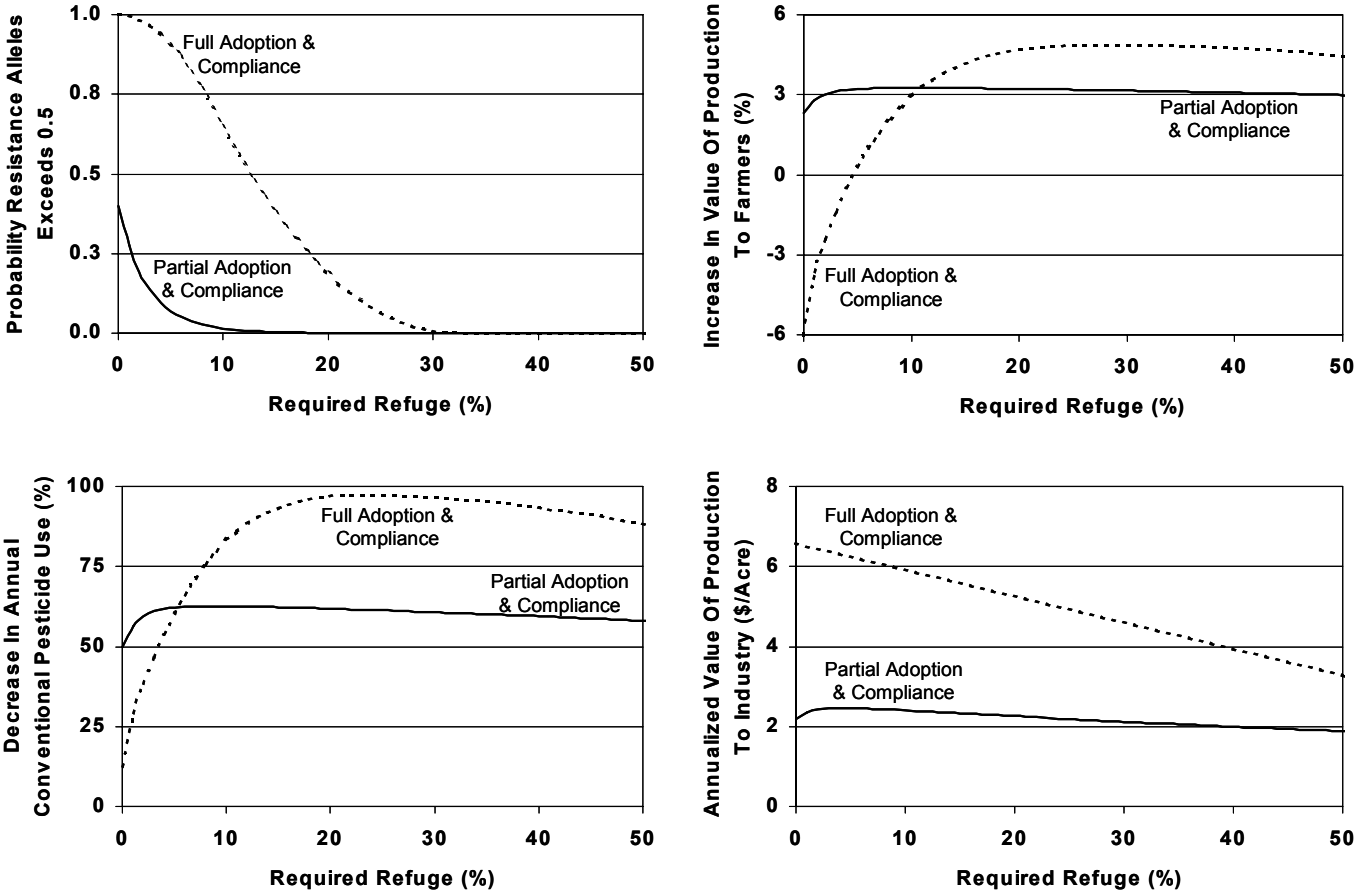 Probability Resistance Alleles
Exceeds 0.5
1.0
0.8
0.5
0.3
0.0
Full Adoption &
Compliance
Partial Adoption
& Compliance
0 10 20 30 40 50
Required Refuge (%)
Increase In Value Of Production
To Farmers (%)
6
3
0
-3
-6
Partial Adoption
& Compliance
Full Adoption &
Compliance
0 10 20 30 40 50
Required Refuge (%)
Decrease In Annual
Conventional Pesticide Use (%)
100
75
50
25
0
Full Adoption &
Compliance
Partial Adoption
& Compliance
0 10 20 30 40 50
Required Refuge (%)
Annualized Value Of Production
To Industry ($/Acre)
8
6
4
2
0
Full Adoption &
Compliance
Partial Adoption
& Compliance
0 10 20 30 40 50
Required Refuge (%)